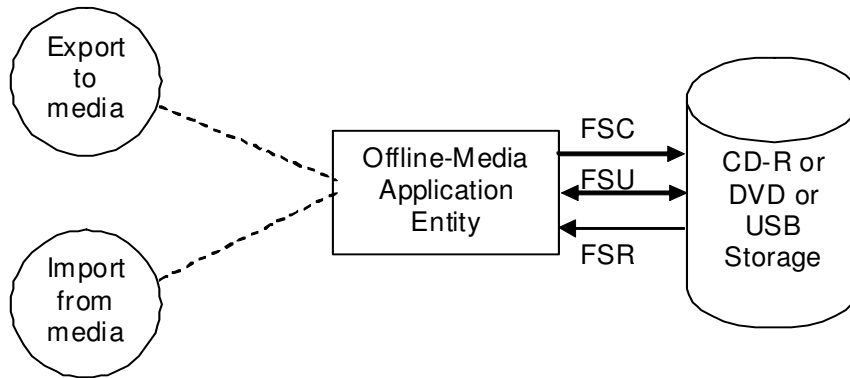 Export
to
media
Import
from
media
Offline-Media
Application
Entity
FSC
FSU
FSR
CD-R or
DVD or
USB
Storage